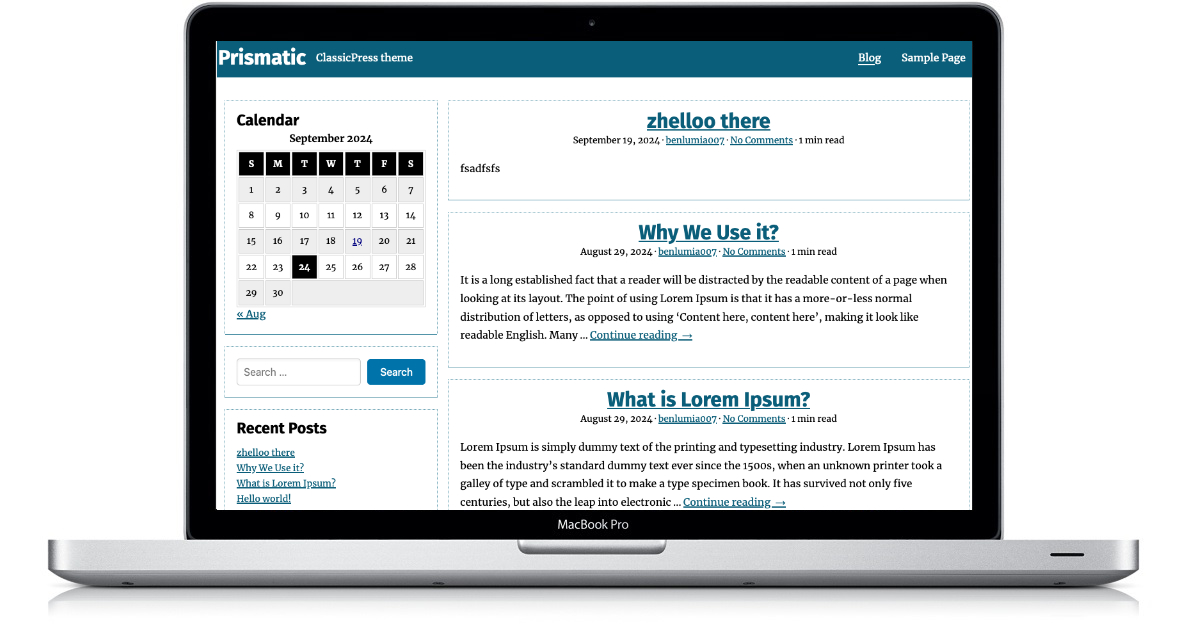 Prismatic ClassicPress theme Blog Sample Page
Calendar
September 2024
S M T W T F S
1 2 3 4 5 6 7
8 9 10 11 12 13 14
15 16 17 18 19 20 21
22 23 24 25 26 27 28
29 30
« Aug
Search ... Search
Recent Posts
zhelloo there
Why We Use it?
What is Lorem Ipsum?
Hello world!
zhelloo there
September 19, 2024 · benlumia007 · No Comments · 1 min read
fsadfsfs
Why We Use it?
August 29, 2024 · benlumia007 · No Comments · 1 min read
It is a long established fact that a reader will be distracted by the readable content of a page when
looking at its layout. The point of using Lorem Ipsum is that it has a more-or-less normal
distribution of letters, as opposed to using ‘Content here, content here’, making it look like
readable English. Many ... Continue reading →
What is Lorem Ipsum?
August 29, 2024 · benlumia007 · No Comments · 1 min read
Lorem Ipsum is simply dummy text of the printing and typesetting industry. Lorem Ipsum has
been the industry’s standard dummy text ever since the 1500s, when an unknown printer took a
galley of type and scrambled it to make a type specimen book. It has survived not only five
centuries, but also the leap into electronic ... Continue reading →
MacBook Pro